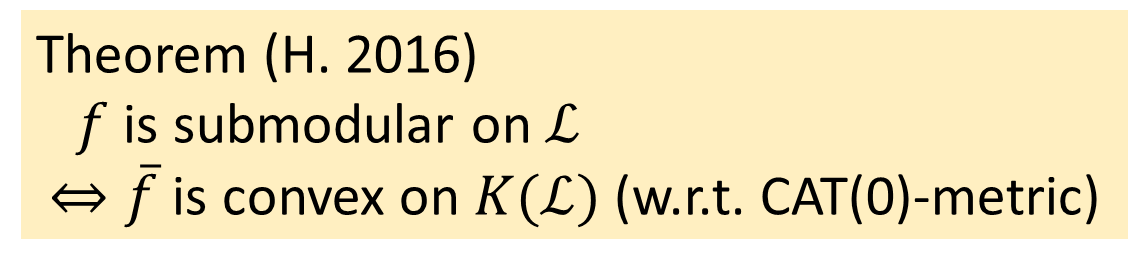 Theorem (H. 2016)
𝑓 is submodular on ℒ
⇔ 𝑓̄ is convex on 𝐾(ℒ) (w.r.t. CAT(0)-metric)